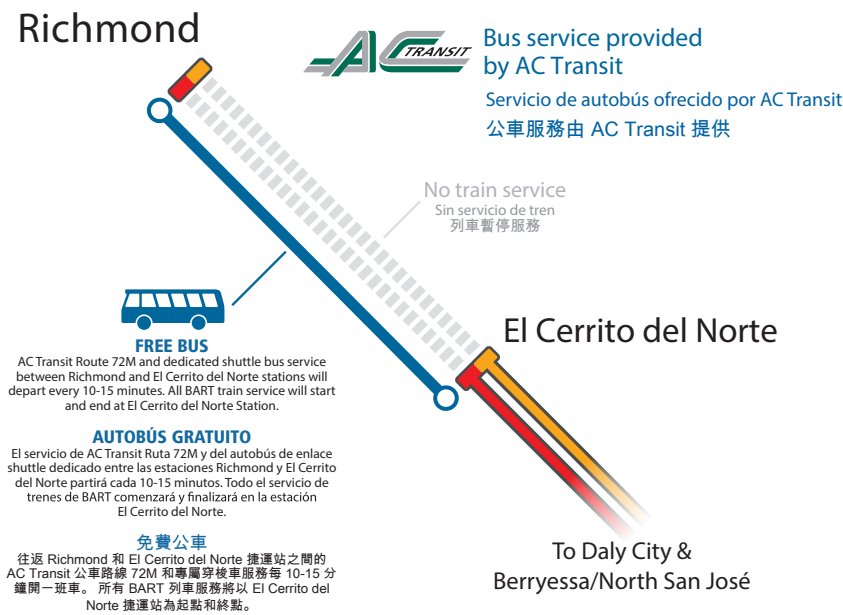 Richmond
AC TRANSIT
Bus service provided
by AC Transit
Servicio de autobús ofrecido por AC Transit
公車服務由 AC Transit 提供
No train service
Sin servicio de tren
列車暫停服務
El Cerrito del Norte
FREE BUS
AC Transit Route 72M and dedicated shuttle bus service
between Richmond and El Cerrito del Norte stations will
depart every 10-15 minutes. All BART train service will start
and end at El Cerrito del Norte Station.
AUTOBÚS GRATUITO
El servicio de AC Transit Ruta 72M y del autobús de enlace
shuttle dedicado entre las estaciones Richmond y El Cerrito
del Norte partirá cada 10-15 minutos. Todo el servicio de
trenes de BART comenzará y finalizará en la estación
El Cerrito del Norte.
免費公車
往返 Richmond 和 El Cerrito del Norte 捷運站之間的
AC Transit 公車路線 72M 和專屬穿梭車服務每 10-15 分
鐘開一班車。 所有 BART 列車服務將以 El Cerrito del
Norte 捷運站為起點和終點。
To Daly City &
Berryessa/North San José